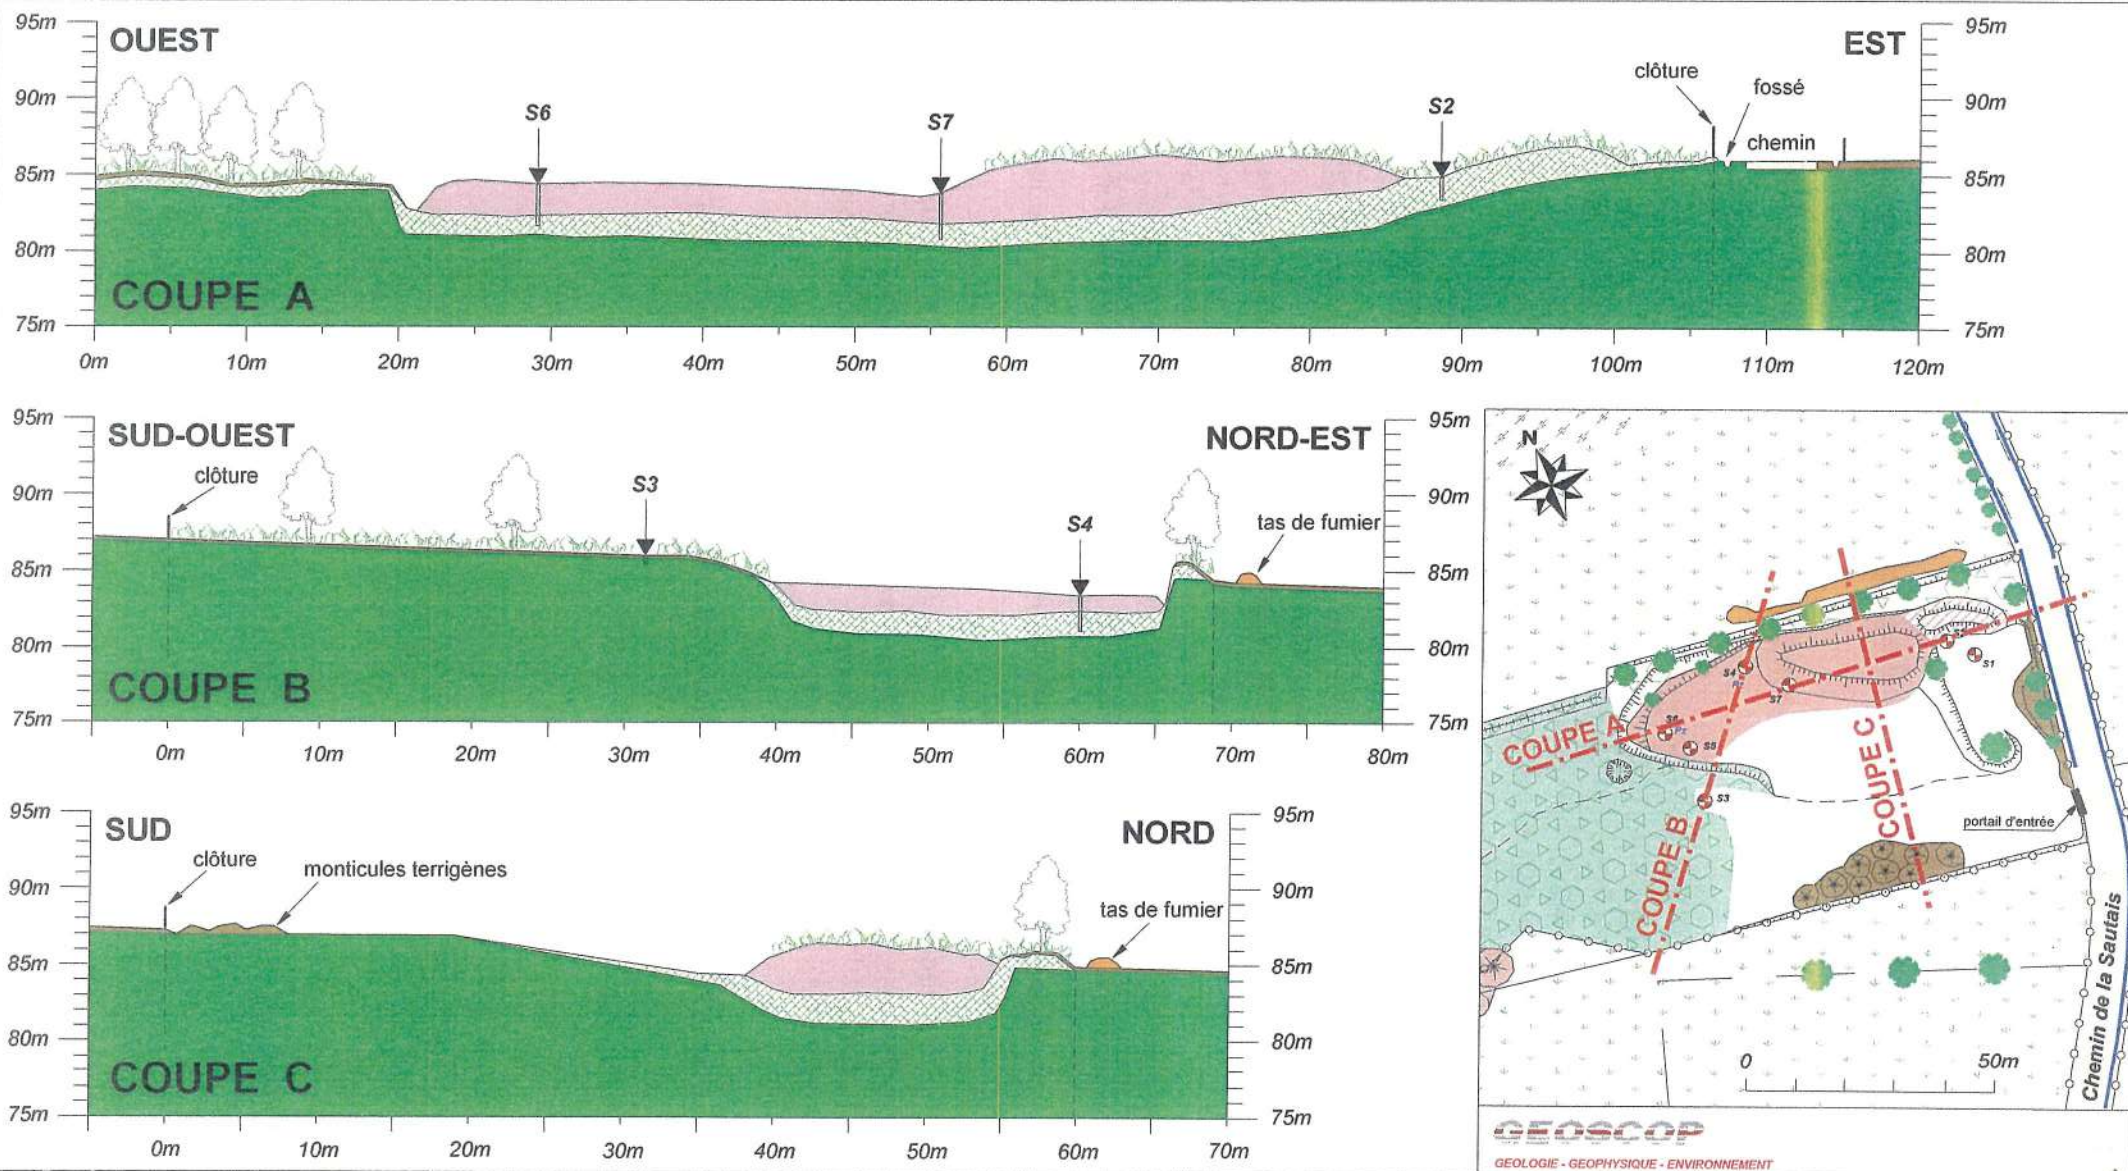 95m
OUEST
EST
95m
clôture
fossé
90m
S6
S7
S2
chemin
90m
85m
85m
80m
80m
COUPE A
75m
75m
0m 10m 20m 30m 40m 50m 60m 70m 80m 90m 100m 110m 120m
95m
SUD-OUEST
NORD-EST
95m
clôture
S3
90m
90m
S4
tas de fumier
85m
85m
80m
80m
COUPE B
75m
75m
0m 10m 20m 30m 40m 50m 60m 70m 80m
95m
SUD
NORD
95m
clôture
monticules terrigènes
90m
90m
tas de fumier
85m
85m
80m
80m
COUPE C
75m
75m
0m 10m 20m 30m 40m 50m 60m 70m
N
S2
S1
S4
S7
S6
Pz
S5
S3
COUPE A
COUPE B
COUPE C
portail d'entrée
Chemin de la Sautais
0 50m
GEOSCOP
GEOLOGIE - GEOPHYSIQUE - ENVIRONNEMENT